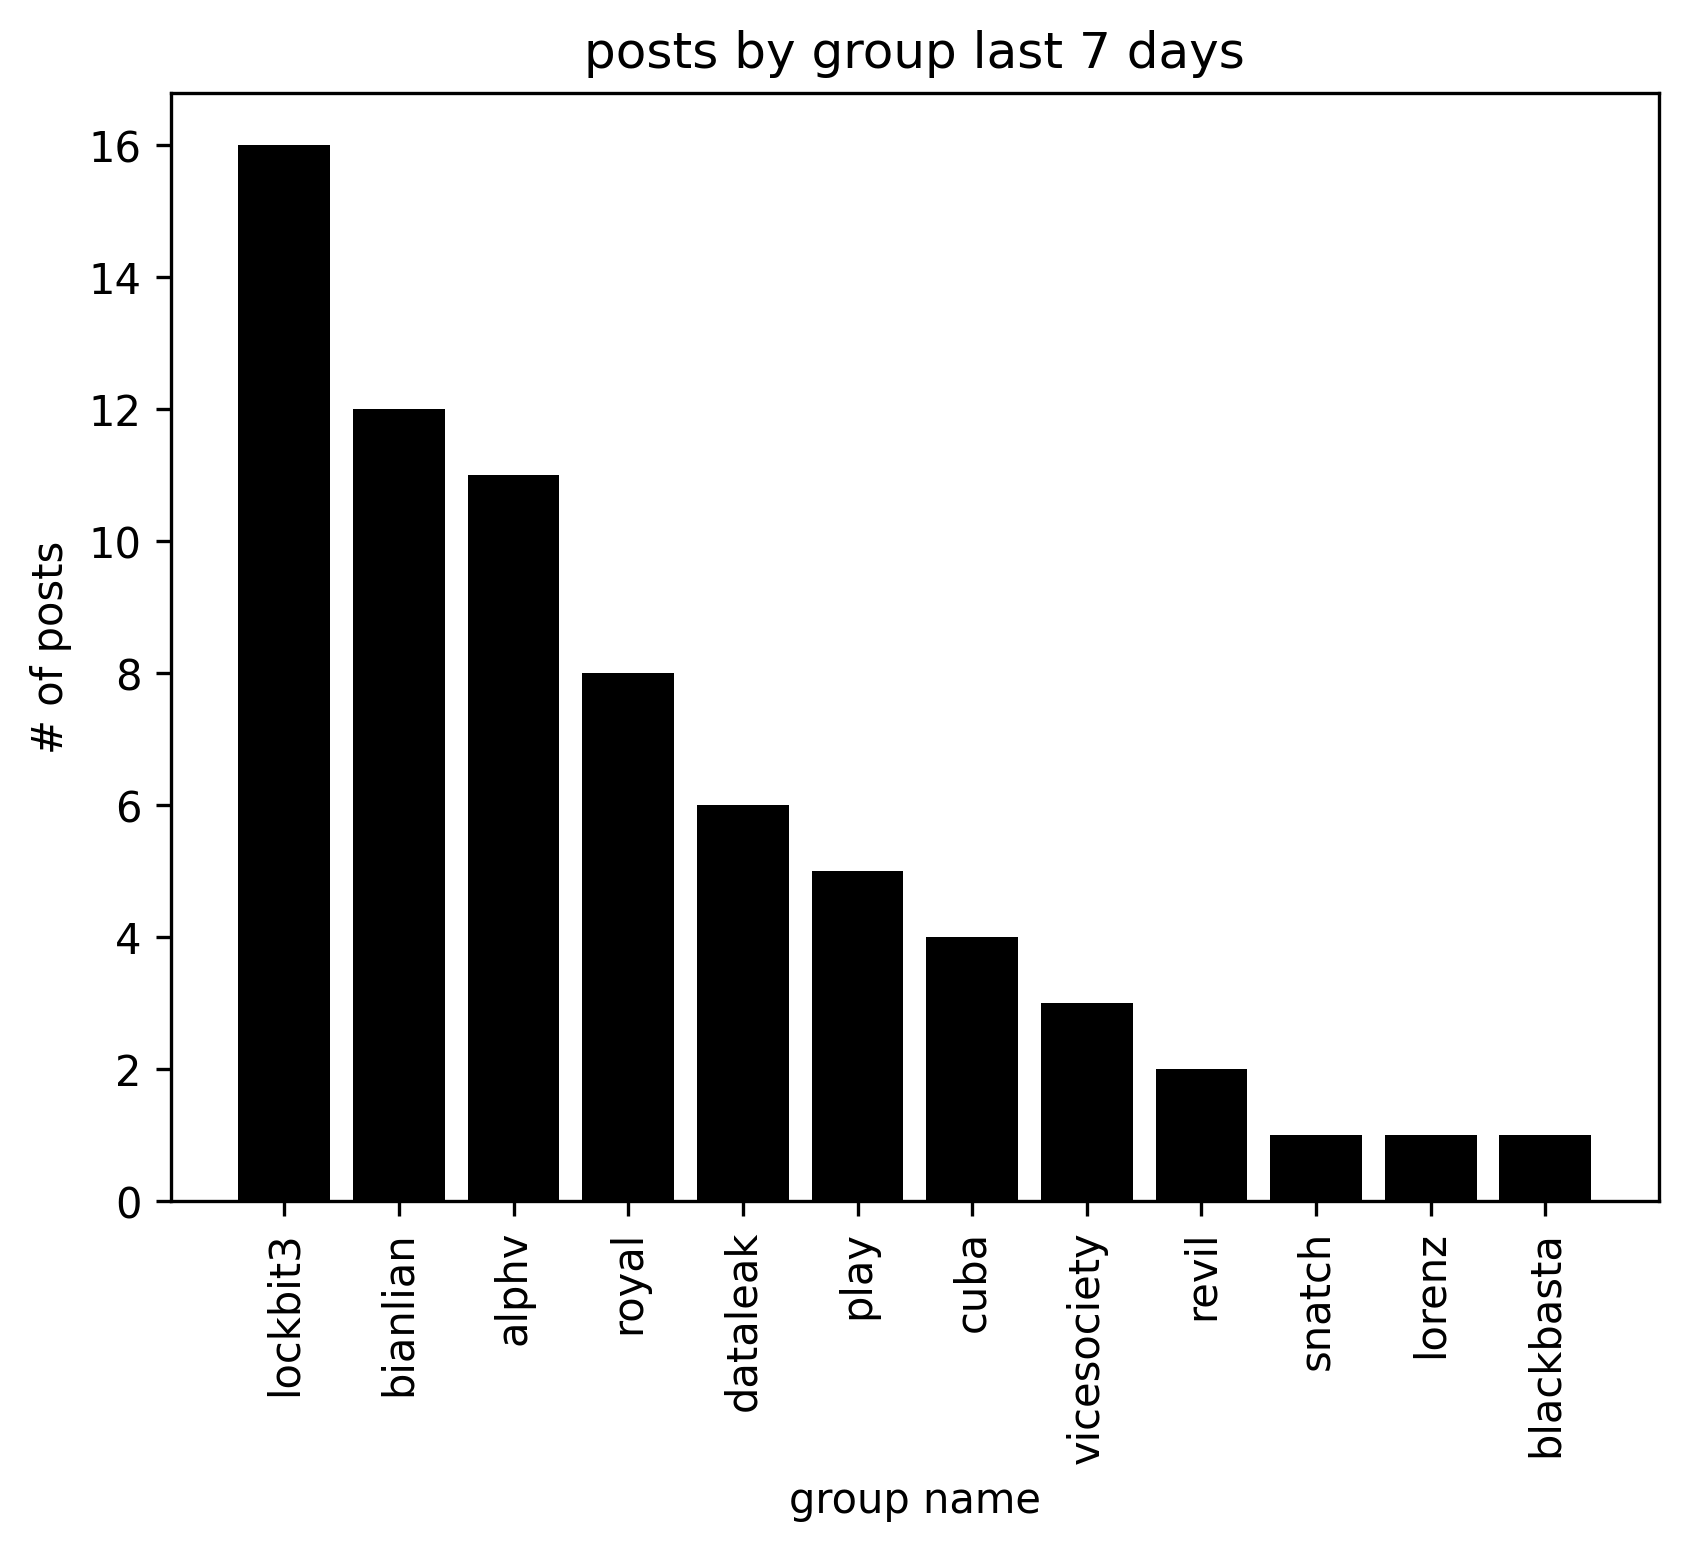 posts by group last 7 days
16
14
12
10
8
6
4
2
0
# of posts
lockbit3
bianlian
alphv
royal
dataleak
play
cuba
vicesociety
revil
snatch
lorenz
blackbasta
group name